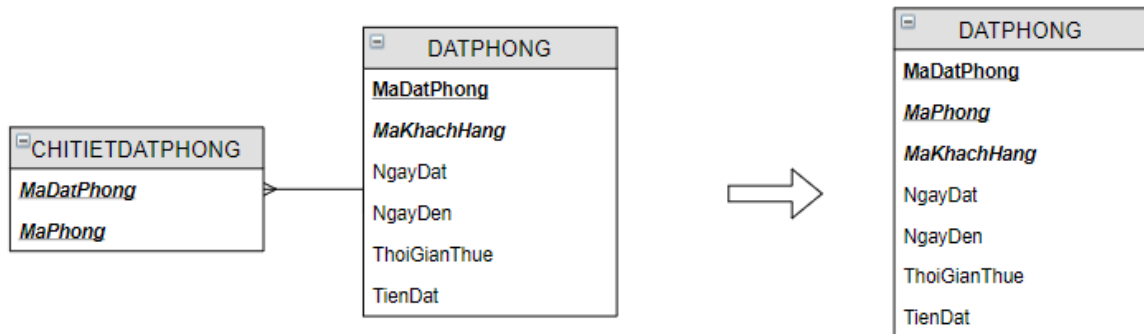 CHITIETDATPHONG
MaDatPhong
MaPhong
DATPHONG
MaDatPhong
MaKhachHang
NgayDat
NgayDen
ThoiGianThue
TienDat
DATPHONG
MaDatPhong
MaPhong
MaKhachHang
NgayDat
NgayDen
ThoiGianThue
TienDat